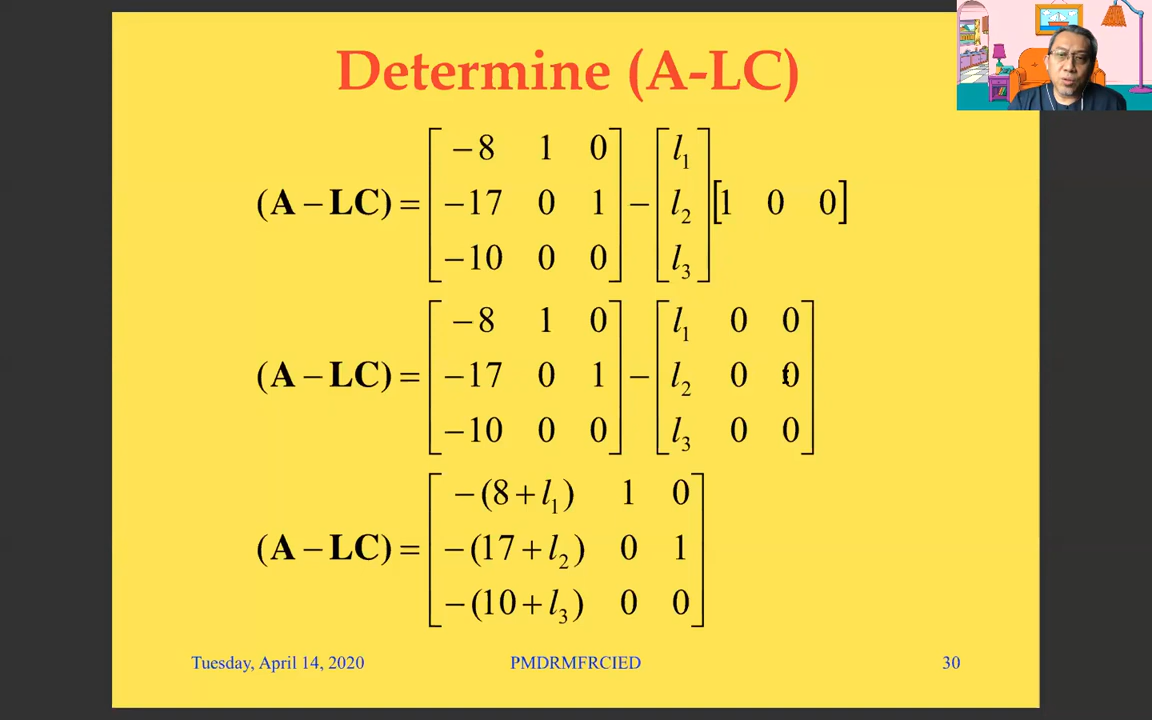 Determine (A-LC)
(A − LC) = [−8 1 0; −17 0 1; −10 0 0] − [l₁; l₂; l₃] [1 0 0]
(A − LC) = [−8 1 0; −17 0 1; −10 0 0] − [l₁ 0 0; l₂ 0 0; l₃ 0 0]
(A − LC) = [−(8 + l₁) 1 0; −(17 + l₂) 0 1; −(10 + l₃) 0 0]
Tuesday, April 14, 2020 PMDRMFRCIED 30